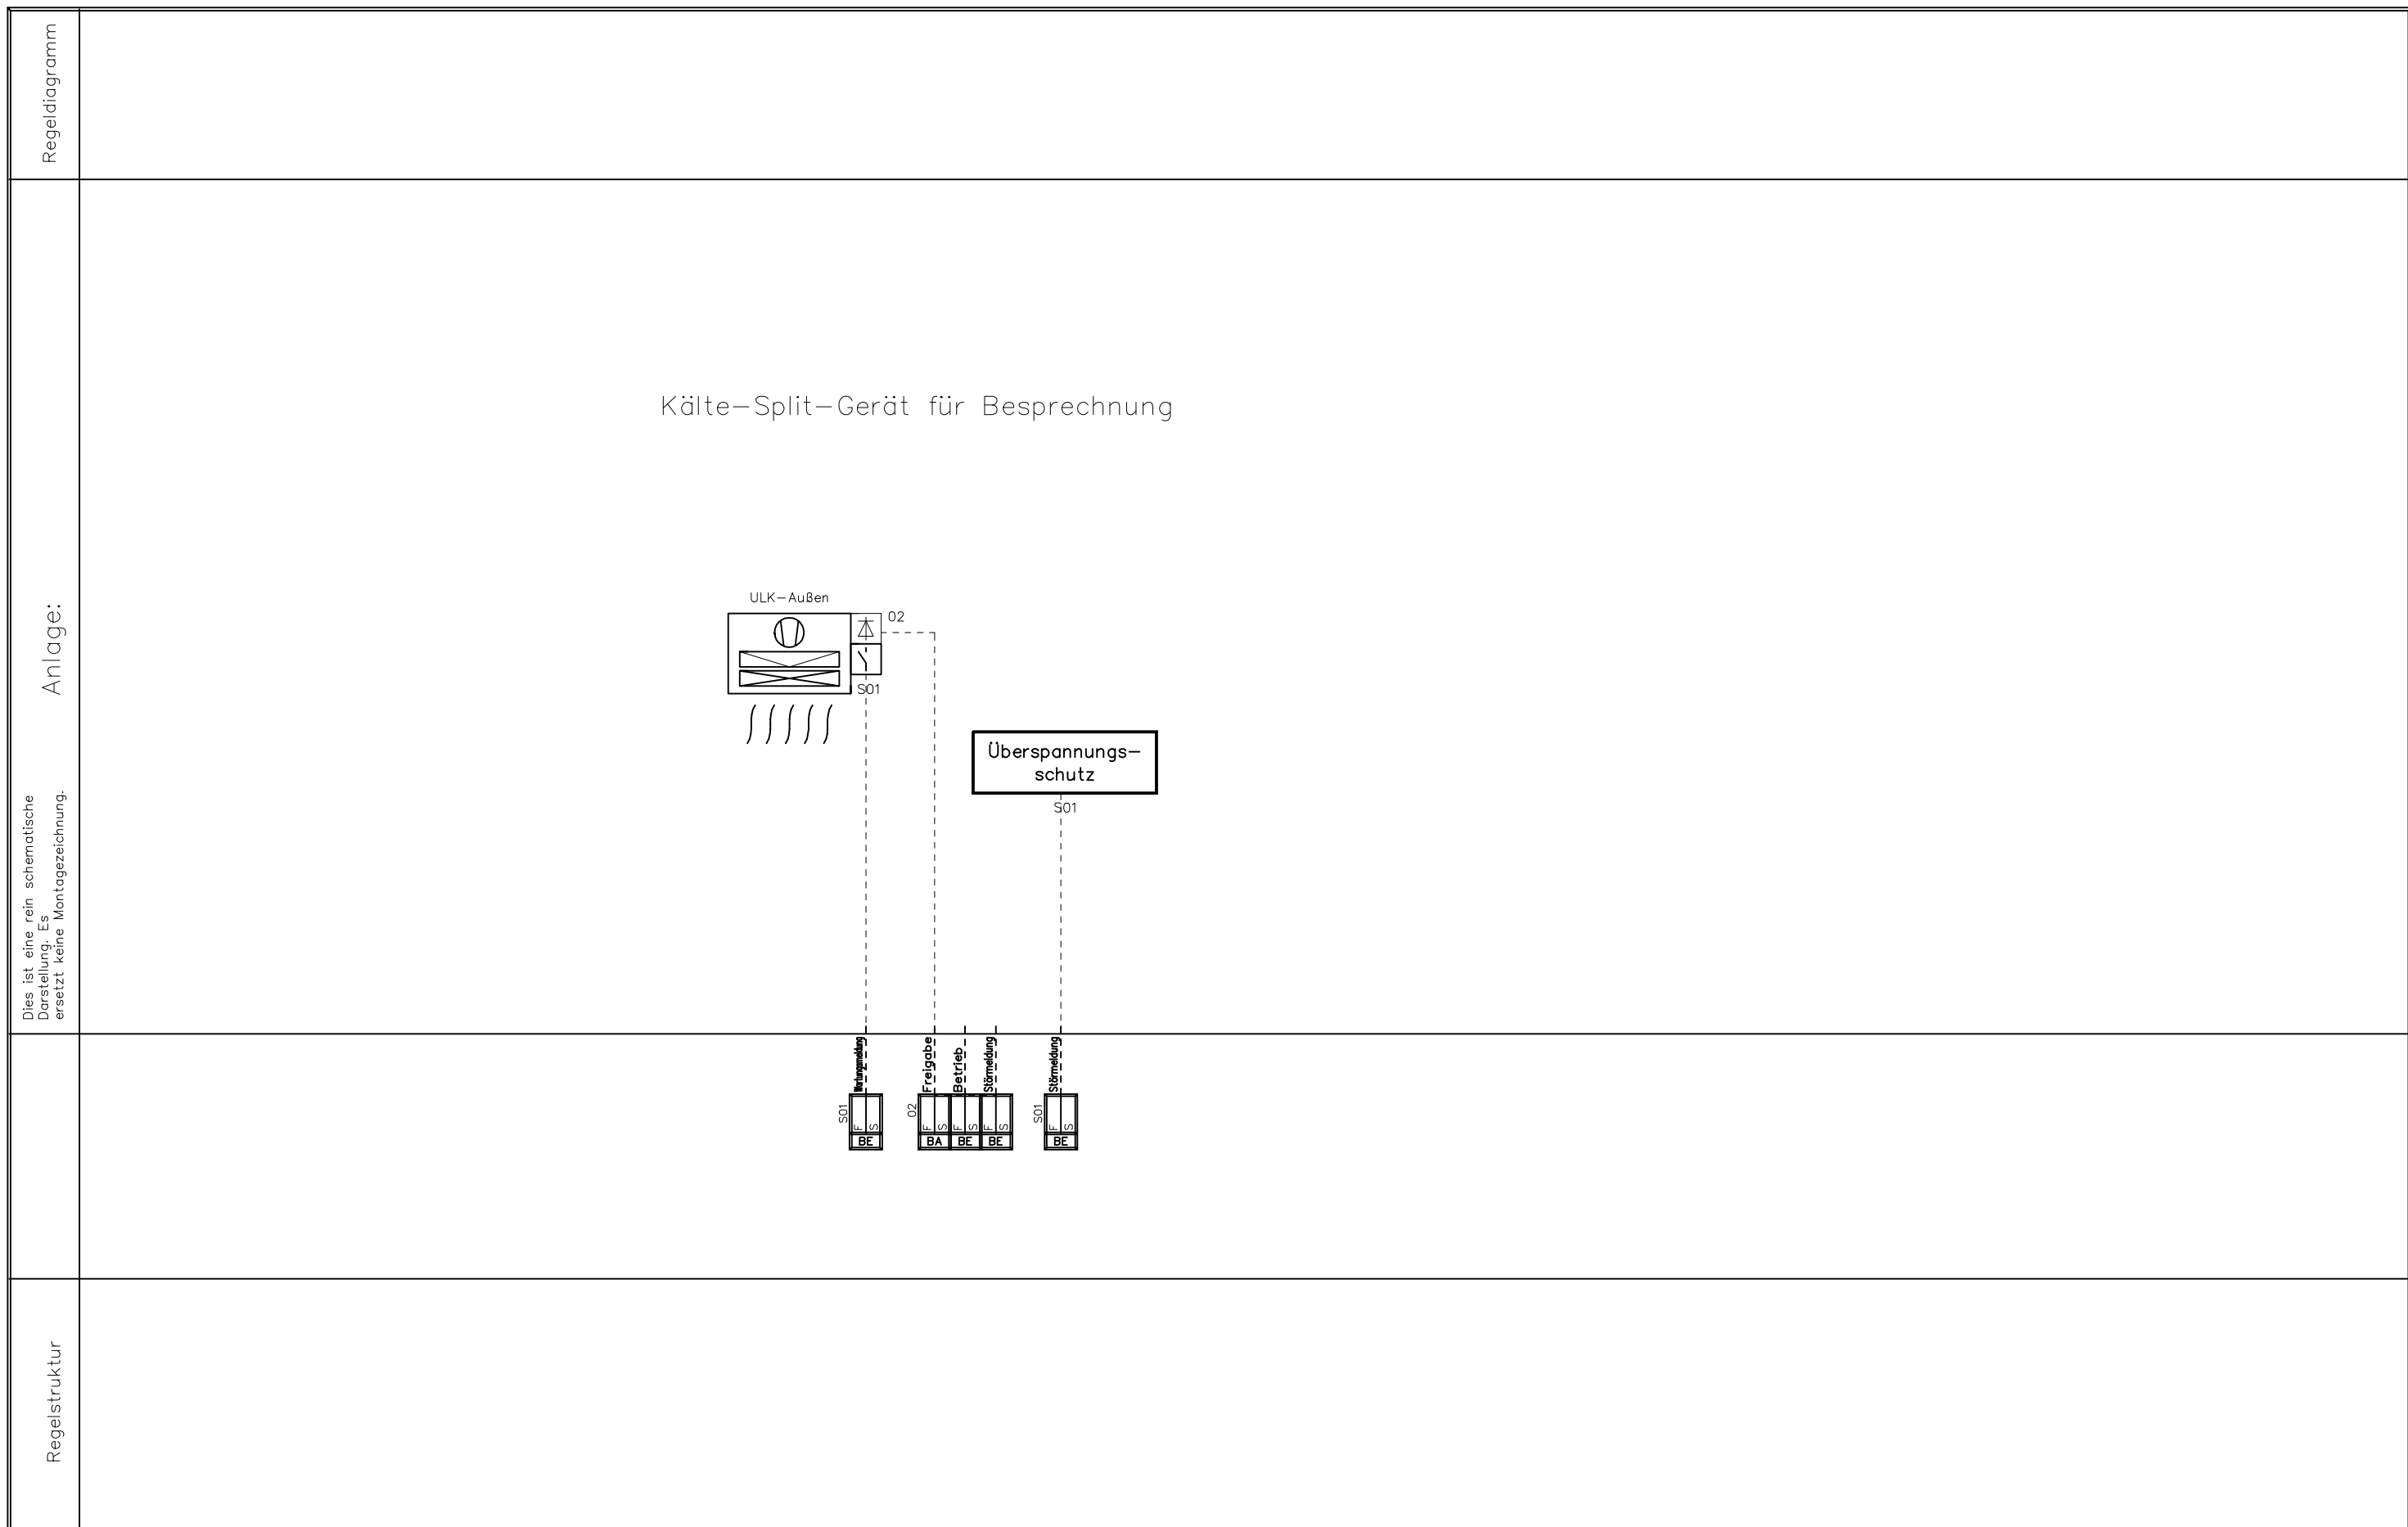 Regeldiagramm
Kälte-Split-Gerät für Besprechnung
Anlage:
ULK-Außen
02
S01
Überspannungs-
schutz
S01
Dies ist eine rein schematische
Darstellung. Es
ersetzt keine Montagezeichnung.
Wartungsmeldung
Freigabe
Betrieb
Störmeldung
Störmeldung
S01
F S
BE
02
F S
BA
F S
BE
F S
BE
S01
F S
BE
Regelstruktur